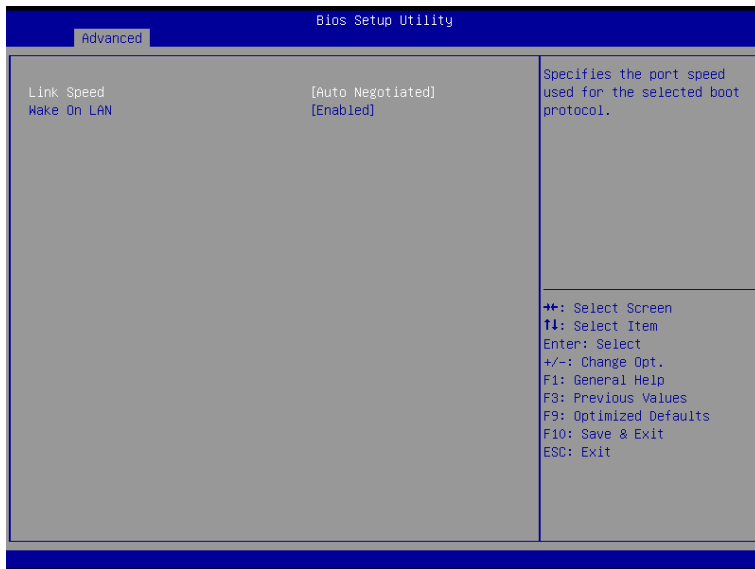 Bios Setup Utility
Advanced
Link Speed [Auto Negotiated]
Wake On LAN [Enabled]
Specifies the port speed
used for the selected boot
protocol.
→←: Select Screen
↑↓: Select Item
Enter: Select
+/-: Change Opt.
F1: General Help
F3: Previous Values
F9: Optimized Defaults
F10: Save & Exit
ESC: Exit